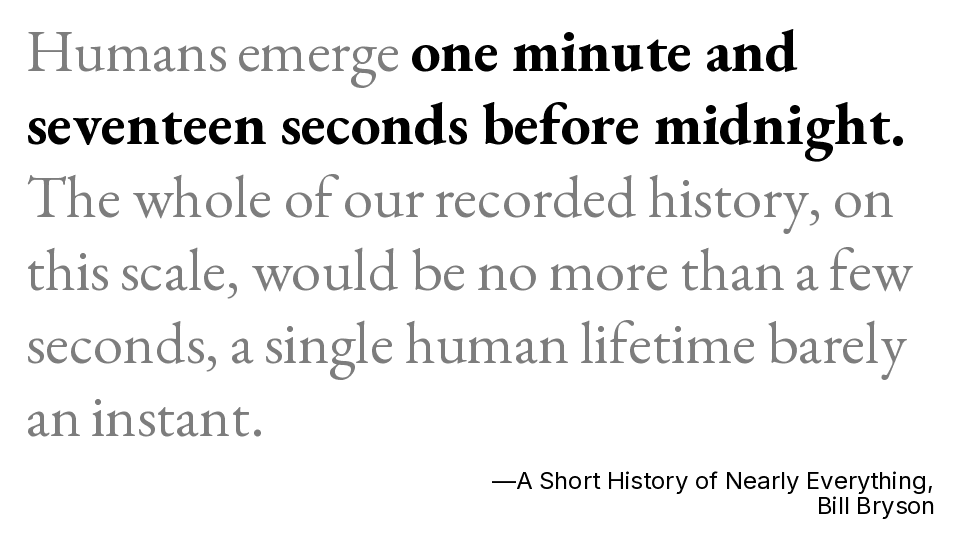 Humans emerge one minute and
seventeen seconds before midnight.
The whole of our recorded history, on
this scale, would be no more than a few
seconds, a single human lifetime barely
an instant.
—A Short History of Nearly Everything,
Bill Bryson